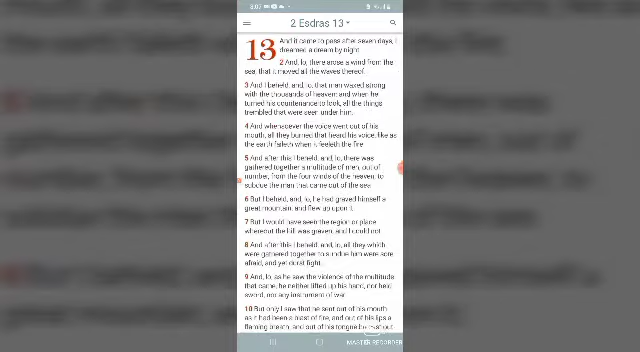 8:09
2 Esdras 13
13 And it came to pass after seven days, I
dreamed a dream by night
2 And, lo, there arose a wind from the
sea, that it moved all the waves thereof.
3 And I beheld, and, lo, that man waxed strong
with the thousands of heaven: and when he
turned his countenance to look, all the things
trembled that were seen under him.
4 And whensoever the voice went out of his
mouth, all they burned that heard his voice, like as
the earth faileth when it feeleth the fire
5 And after this I beheld, and, lo, there was
gathered together a multitude of men, out of
number, from the four winds of the heaven, to
subdue the man that came out of the sea
6 But I beheld, and, lo, he had graved himself a
great mountain, and flew up upon it.
7 But I would have seen the region or place
whereout the hill was graven, and I could not
8 And after this I beheld, and, lo, all they which
were gathered together to subdue him were sore
afraid, and yet durst fight.
9 And, lo, as he saw the violence of the multitude
that came, he neither lifted up his hand, nor held
sword, nor any instrument of war
10 But only I saw that he sent out of his mouth
as it had been a blast of fire, and out of his lips a
flaming breath, and out of his tongue he cast out
MASTER RECORDER